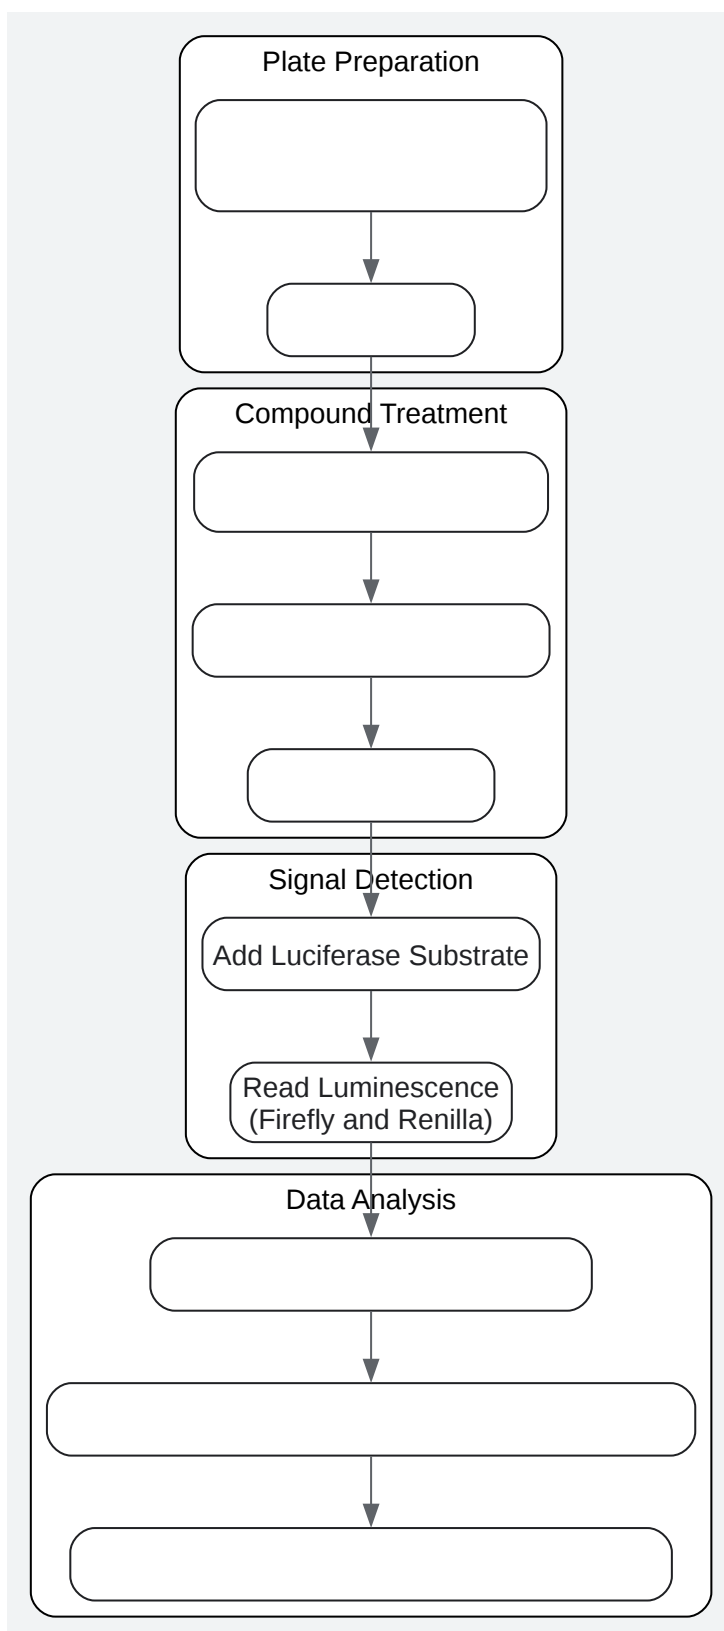 Plate Preparation
Compound Treatment
Signal Detection
Add Luciferase Substrate
Read Luminescence
(Firefly and Renilla)
Data Analysis